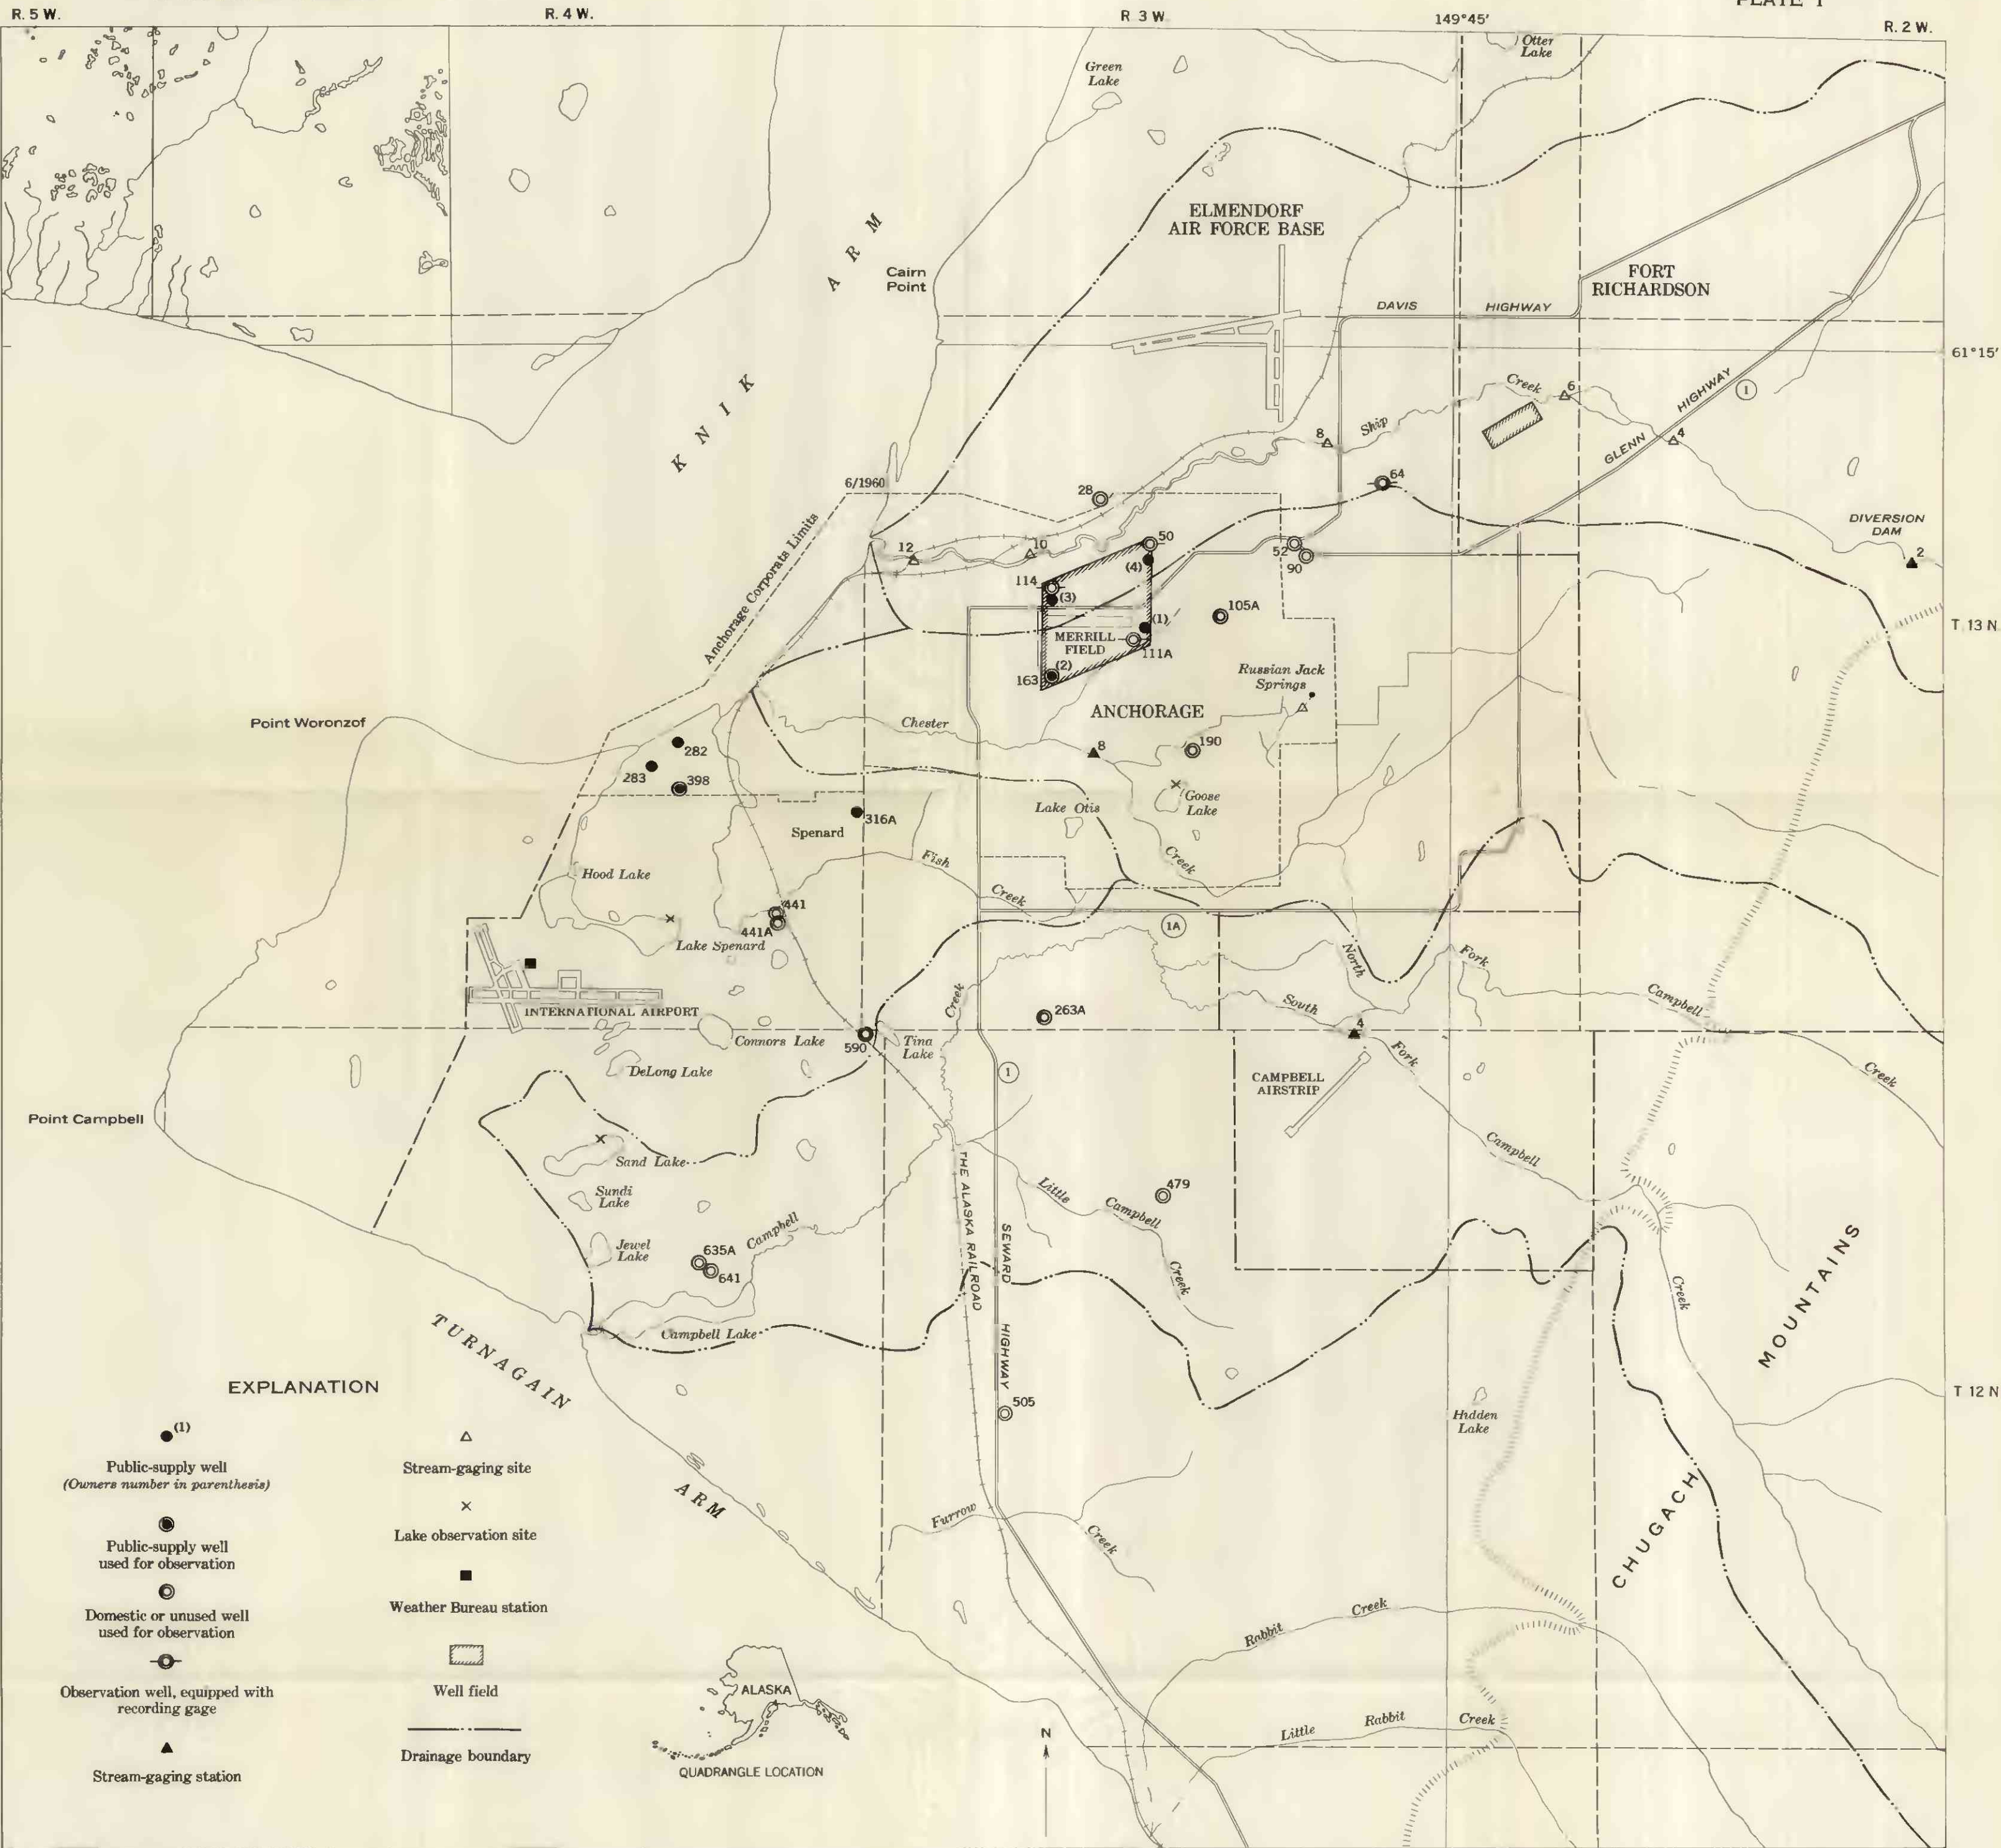 PLATE 1
R. 5 W.
R. 4 W.
R 3 W
149°45'
R. 2 W.
Otter
Lake
Green
Lake
ELMENDORF
AIR FORCE BASE
KNIK ARM
Cairn
Point
FORT
RICHARDSON
DAVIS HIGHWAY
61°15'
Creek
6
HIGHWAY
1
GLENN
4
Ship
8
64
6/1960
28
Anchorage Corporats Limits
12
10
50
(4)
52
90
DIVERSION
DAM
2
114
(3)
105A
(1)
MERRILL
FIELD
111A
T. 13 N.
163
(2)
Russian Jack
Springs
ANCHORAGE
Point Woronzof
Chester
8
190
282
283
398
Goose
Lake
Lake Otis
316A
Spenard
Fish
Creek
Creek
Hood Lake
441
441A
Lake Spenard
1A
North
Fork
South
Campbell
INTERNATIONAL AIRPORT
Creek
263A
Connors Lake
590
Tina
Lake
4
Fork
DeLong Lake
1
CAMPBELL
AIRSTRIP
Creek
Point Campbell
Sand Lake
Campbell
Sundi
Lake
THE ALASKA RAILROAD
Little
Campbell
Creek
479
Jewel
Lake
635A
641
Campbell
SEWARD
HIGHWAY
Creek
MOUNTAINS
CHUGACH
TURNAGAIN
ARM
Campbell Lake
505
Hidden
Lake
T 12 N
Furrow
Creek
Rabbit Creek
Little Rabbit Creek
EXPLANATION
(1)
Public-supply well
(Owners number in parenthesis)
Public-supply well
used for observation
Domestic or unused well
used for observation
Observation well, equipped with
recording gage
Stream-gaging station
Stream-gaging site
Lake observation site
Weather Bureau station
Well field
Drainage boundary
ALASKA
QUADRANGLE LOCATION
N